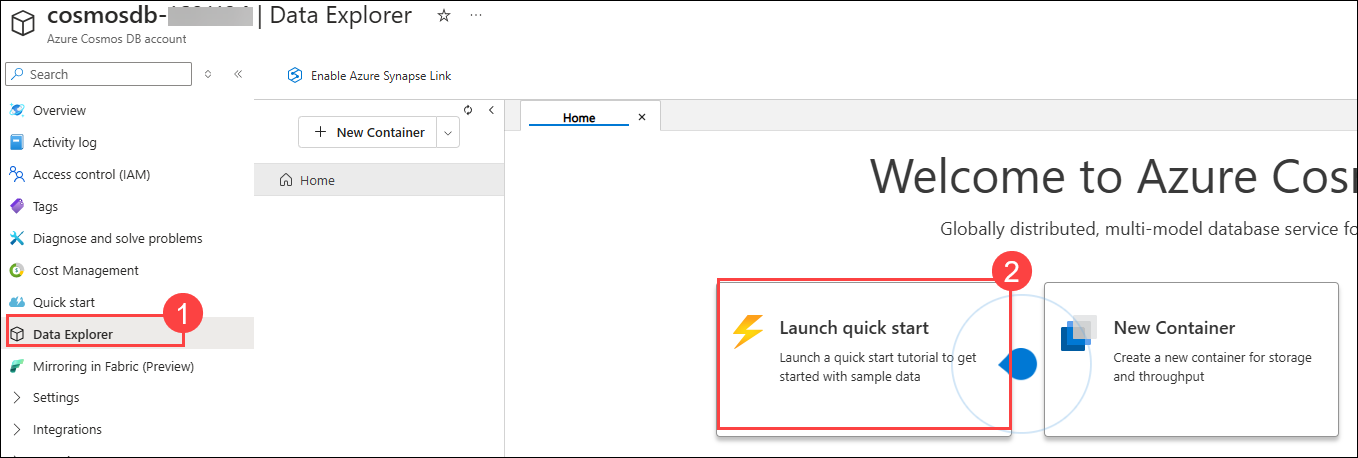 cosmosdb- | Data Explorer
Azure Cosmos DB account
Search
Enable Azure Synapse Link
Overview
Activity log
Access control (IAM)
Tags
Diagnose and solve problems
Cost Management
Quick start
Data Explorer
Mirroring in Fabric (Preview)
Settings
Integrations
1
New Container
Home
Home
Welcome to Azure
Globally distributed, multi-model database service
2
Launch quick start
Launch a quick start tutorial to get
started with sample data
New Container
Create a new container for storage
and throughput